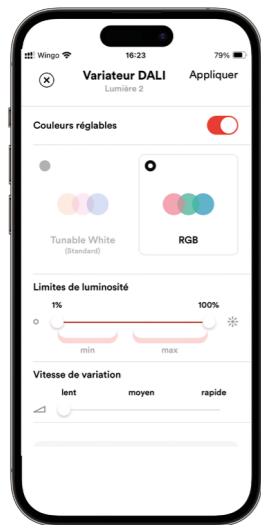 Wingo 16:23 79%
Variateur DALI Appliquer
Lumière 2
Couleurs réglables
Tunable White RGB
(Standard)
Limites de luminosité
1% 100%
min max
Vitesse de variation
lent moyen rapide